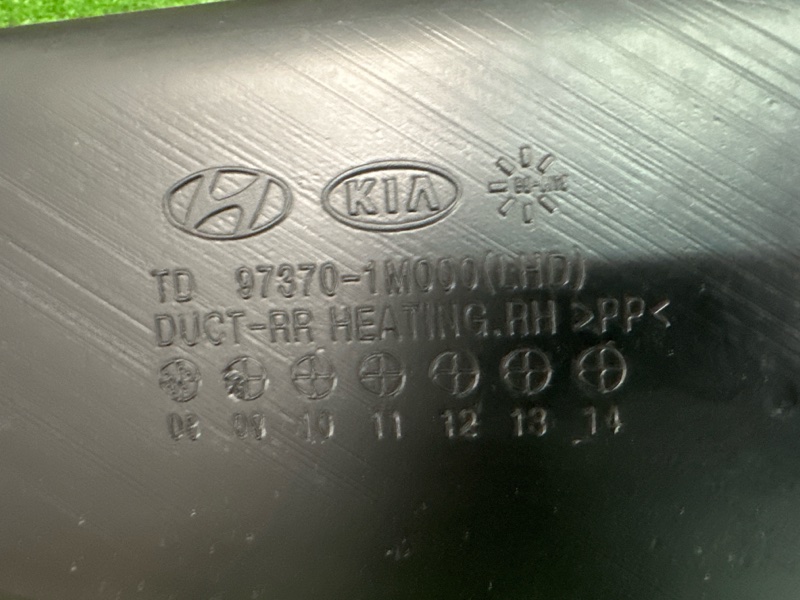 KIA
TD 97370-1M000(LHD)
DUCT-RR HEATING.RH >PP<
08 09 10 11 12 13 14